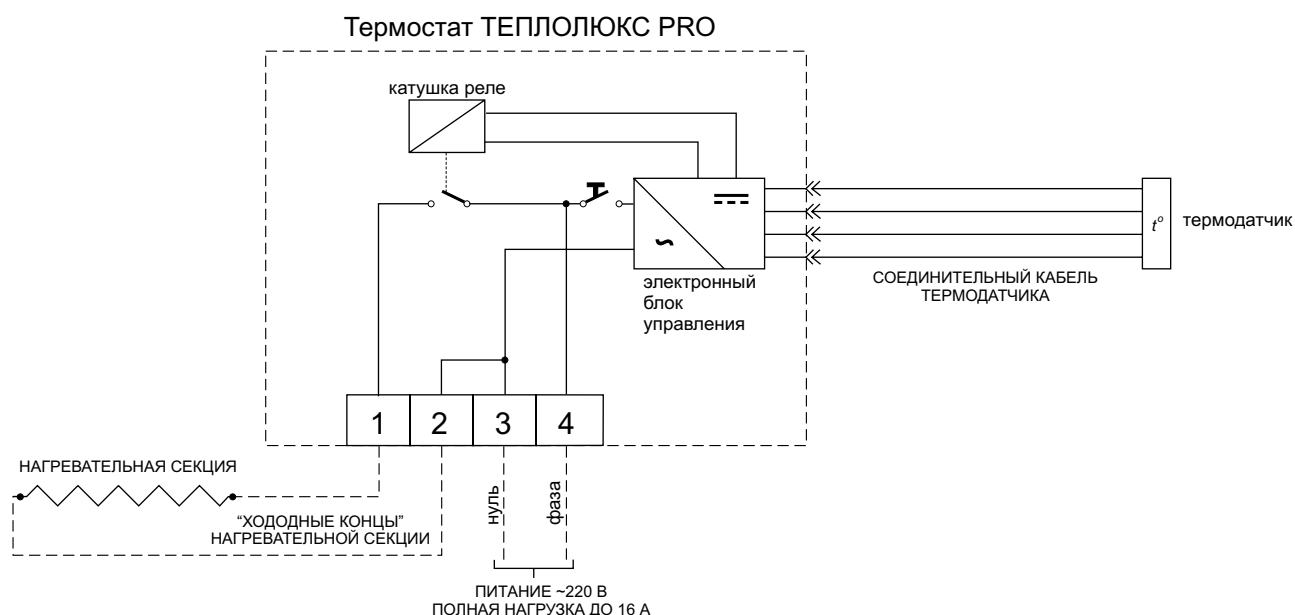 Термостат ТЕПЛОЛЮКС PRO
катушка реле
tº
термодатчик
электронный
блок
управления
СОЕДИНИТЕЛЬНЫЙ КАБЕЛЬ
ТЕРМОДАТЧИКА
1 2 3 4
НАГРЕВАТЕЛЬНАЯ СЕКЦИЯ
“ХОДОДНЫЕ КОНЦЫ”
НАГРЕВАТЕЛЬНОЙ СЕКЦИИ
нуль
фаза
ПИТАНИЕ ~220 В
ПОЛНАЯ НАГРУЗКА ДО 16 А